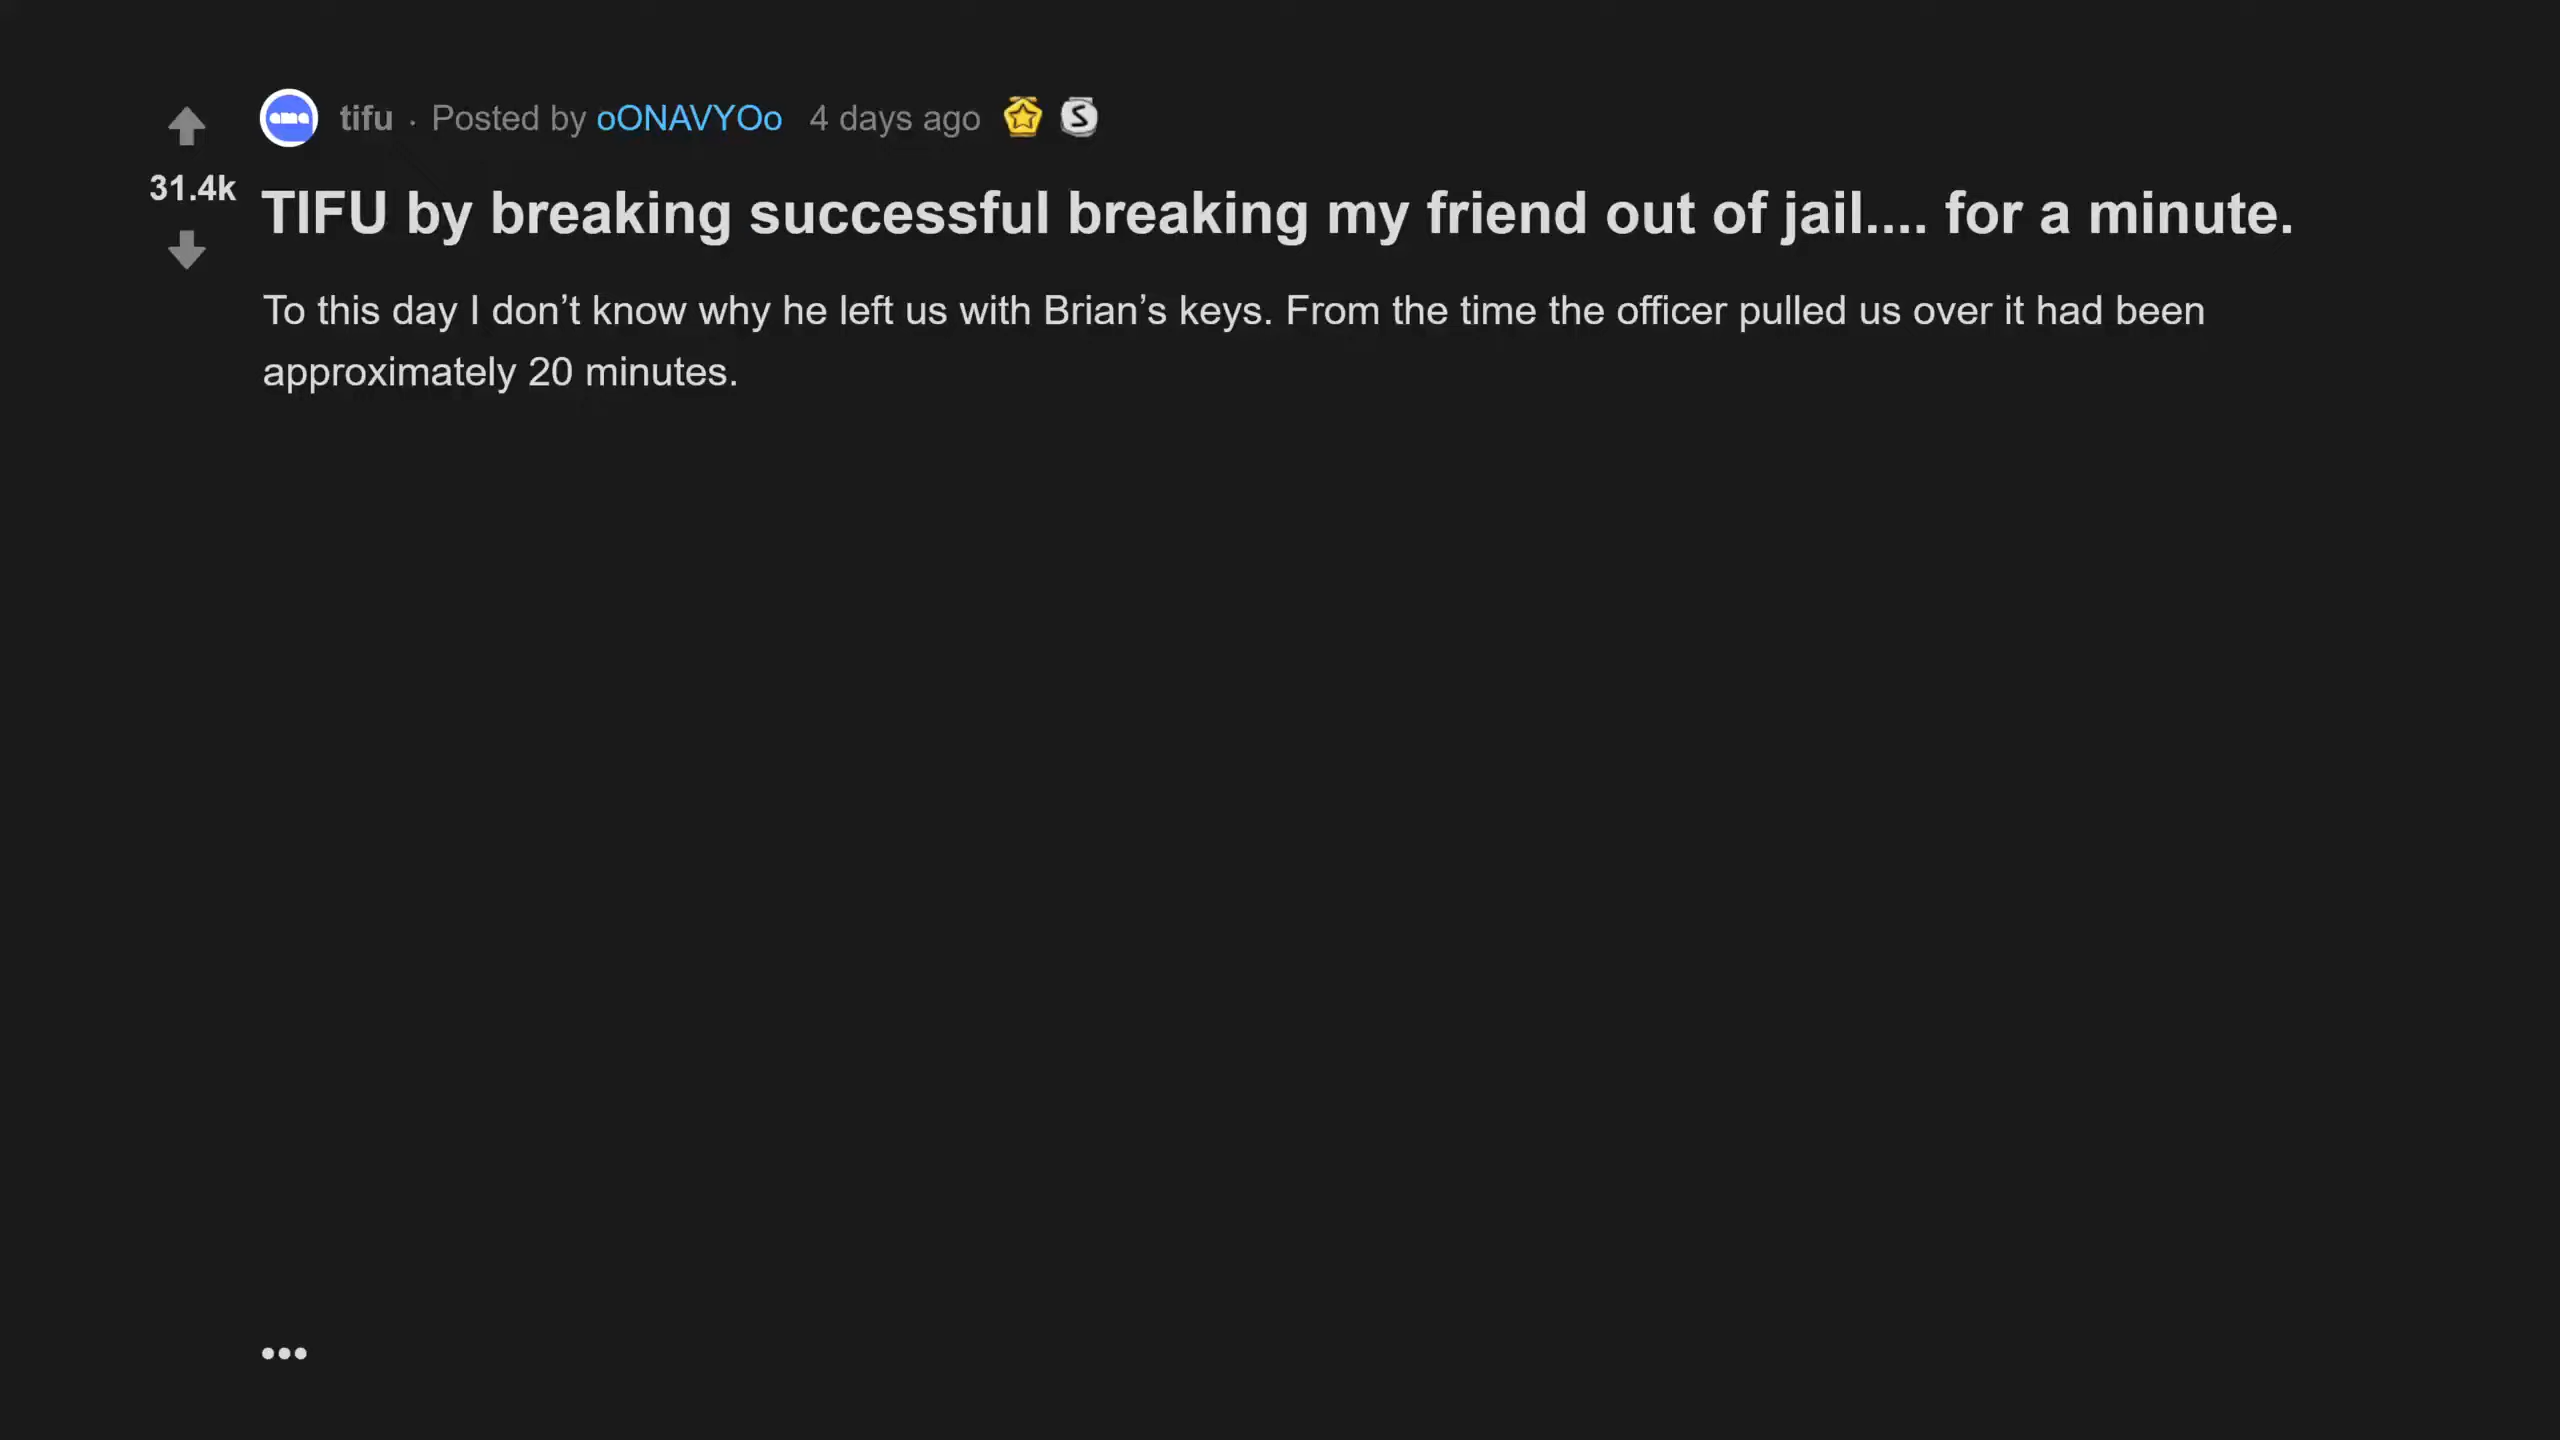 tifu · Posted by oONAVYOo 4 days ago
31.4k
TIFU by breaking successful breaking my friend out of jail.... for a minute.
To this day I don’t know why he left us with Brian’s keys. From the time the officer pulled us over it had been
approximately 20 minutes.
•••